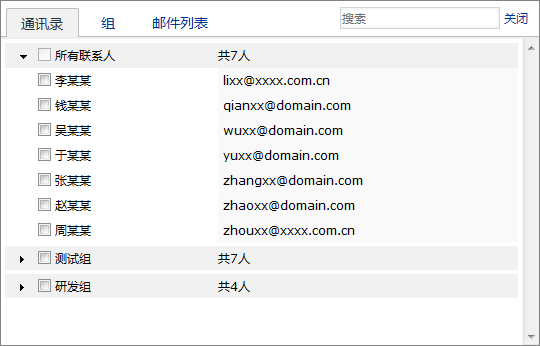 通讯录 组 邮件列表 搜索 关闭
所有联系人 共7人
李某某 lixx@xxxx.com.cn
钱某某 qianxx@domain.com
吴某某 wuxx@domain.com
于某某 yuxx@domain.com
张某某 zhangxx@domain.com
赵某某 zhaoxx@domain.com
周某某 zhouxx@xxxx.com.cn
测试组 共7人
研发组 共4人